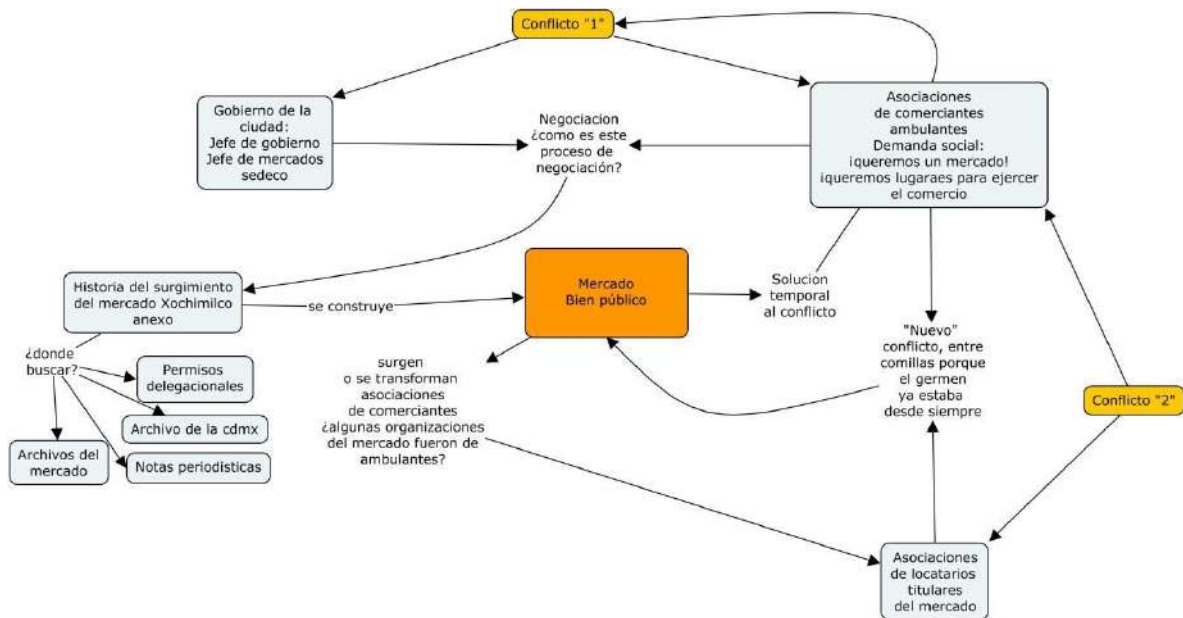 Conflicto "1"
Gobierno de la
ciudad:
Jefe de gobierno
Jefe de mercados
sedeco
Negociacion
¿como es este
proceso de
negociación?
Asociaciones
de comerciantes
ambulantes
Demanda social:
¡queremos un mercado!
¡queremos lugaraes para ejercer
el comercio
Historia del surgimiento
del mercado Xochimilco
anexo
se construye
Mercado
Bien público
Solucion
temporal
al conflicto
¿donde
buscar?
Permisos
delegacionales
Archivo de la cdmx
Archivos del
mercado
Notas periodisticas
surgen
o se transforman
asociaciones
de comerciantes
¿algunas organizaciones
del mercado fueron de
ambulantes?
"Nuevo"
conflicto, entre
comillas porque
el germen
ya estaba
desde siempre
Conflicto "2"
Asociaciones
de locatarios
titulares
del mercado